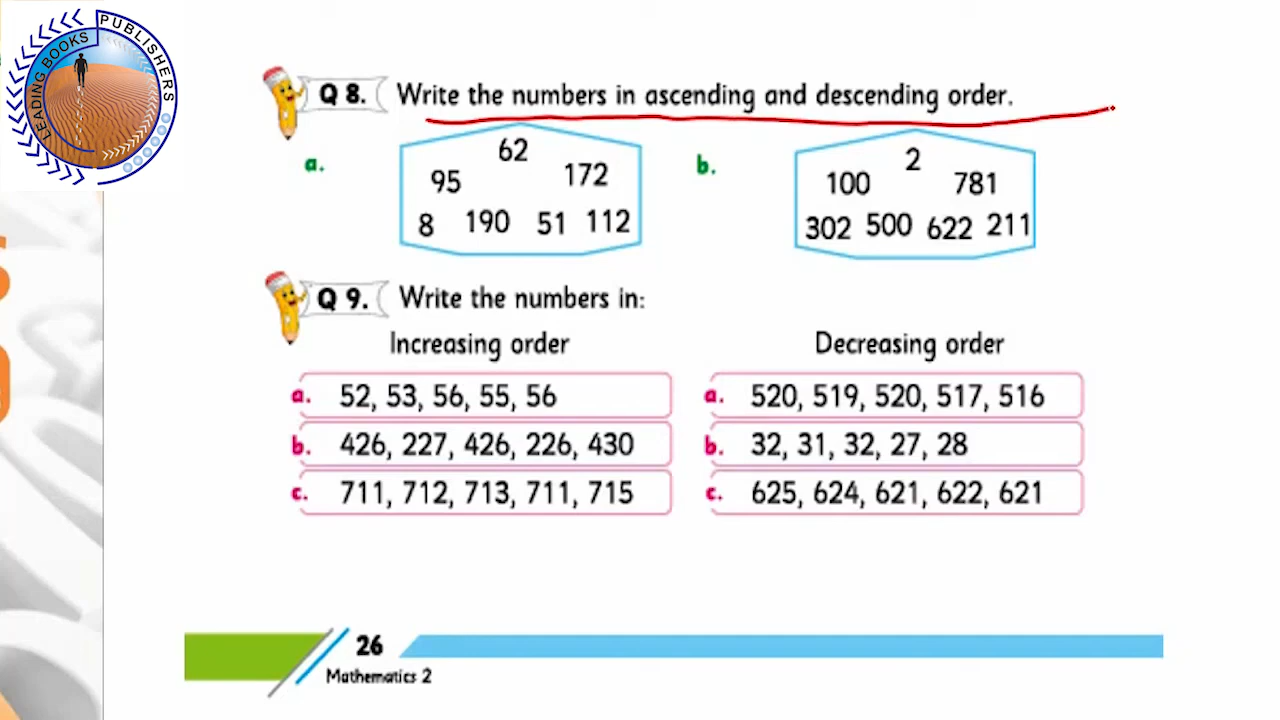 LEADING BOOKS PUBLISHERS
Q 8. Write the numbers in ascending and descending order.
a.
62
95 172
8 190 51 112
b.
2
100 781
302 500 622 211
Q 9. Write the numbers in:
Increasing order
a. 52, 53, 56, 55, 56
b. 426, 227, 426, 226, 430
c. 711, 712, 713, 711, 715
Decreasing order
a. 520, 519, 520, 517, 516
b. 32, 31, 32, 27, 28
c. 625, 624, 621, 622, 621
26
Mathematics 2